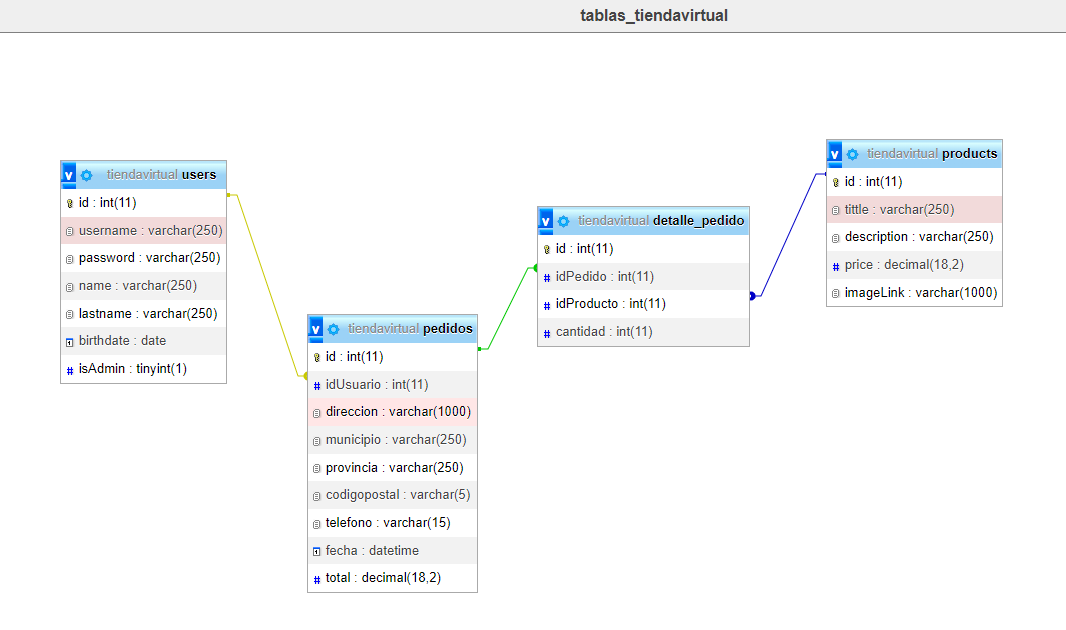 tablas_tiendavirtual
v tiendavirtual users
id : int(11)
username : varchar(250)
password : varchar(250)
name : varchar(250)
lastname : varchar(250)
birthdate : date
# isAdmin : tinyint(1)
v tiendavirtual pedidos
id : int(11)
# idUsuario : int(11)
direccion : varchar(1000)
municipio : varchar(250)
provincia : varchar(250)
codigopostal : varchar(5)
telefono : varchar(15)
fecha : datetime
# total : decimal(18,2)
v tiendavirtual detalle_pedido
id : int(11)
# idPedido : int(11)
# idProducto : int(11)
# cantidad : int(11)
v tiendavirtual products
id : int(11)
tittle : varchar(250)
description : varchar(250)
# price : decimal(18,2)
imageLink : varchar(1000)